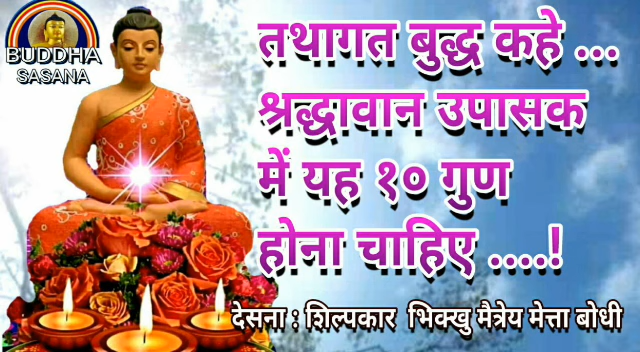 BUDDHA
SASANA
तथागत बुद्ध कहे ...
श्रद्धावान उपासक
में यह १० गुण
होना चाहिए ....!
देसना : शिल्पकार भिक्खु मैत्रेय मेत्ता बोधी